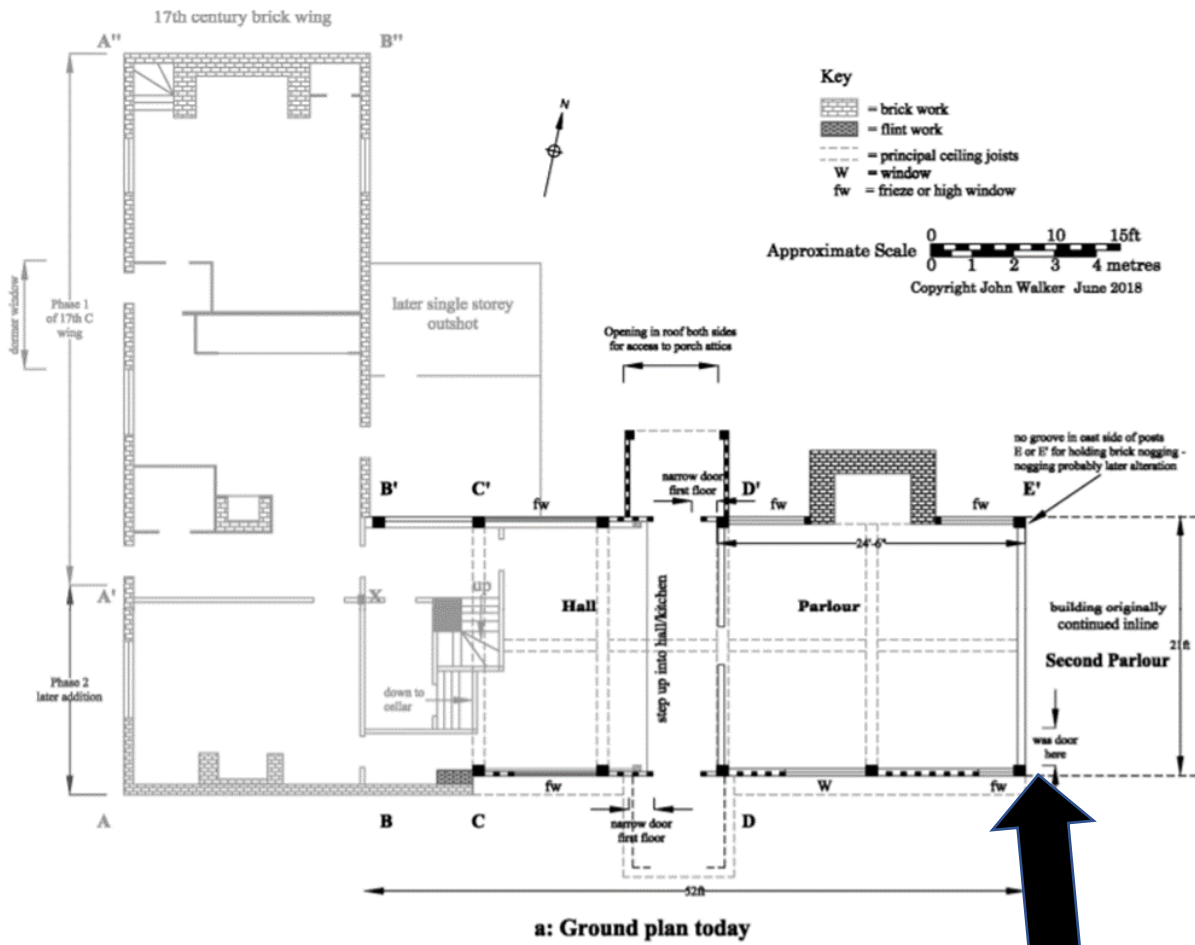 17th century brick wing
A"
B"
N
Key
= brick work
= flint work
= principal ceiling joists
W = window
fw = frieze or high window
Approximate Scale
0 10 15ft
0 1 2 3 4 metres
Copyright John Walker June 2018
dormer window
Phase 1
of 17th C
wing
later single storey
outshot
Opening in roof both sides
for access to porch attics
no groove in east side of posts
E or E' for holding brick nogging -
nogging probably later alteration
narrow door
first floor
B'
C'
fw
D'
fw
fw
E'
24'-6"
A'
X
up
Hall
step up into hall/kitchen
Parlour
building originally
continued inline
Second Parlour
21ft
Phase 2
later addition
down to
cellar
was door
here
fw
W
fw
narrow door
first floor
A
B
C
D
52ft
a: Ground plan today